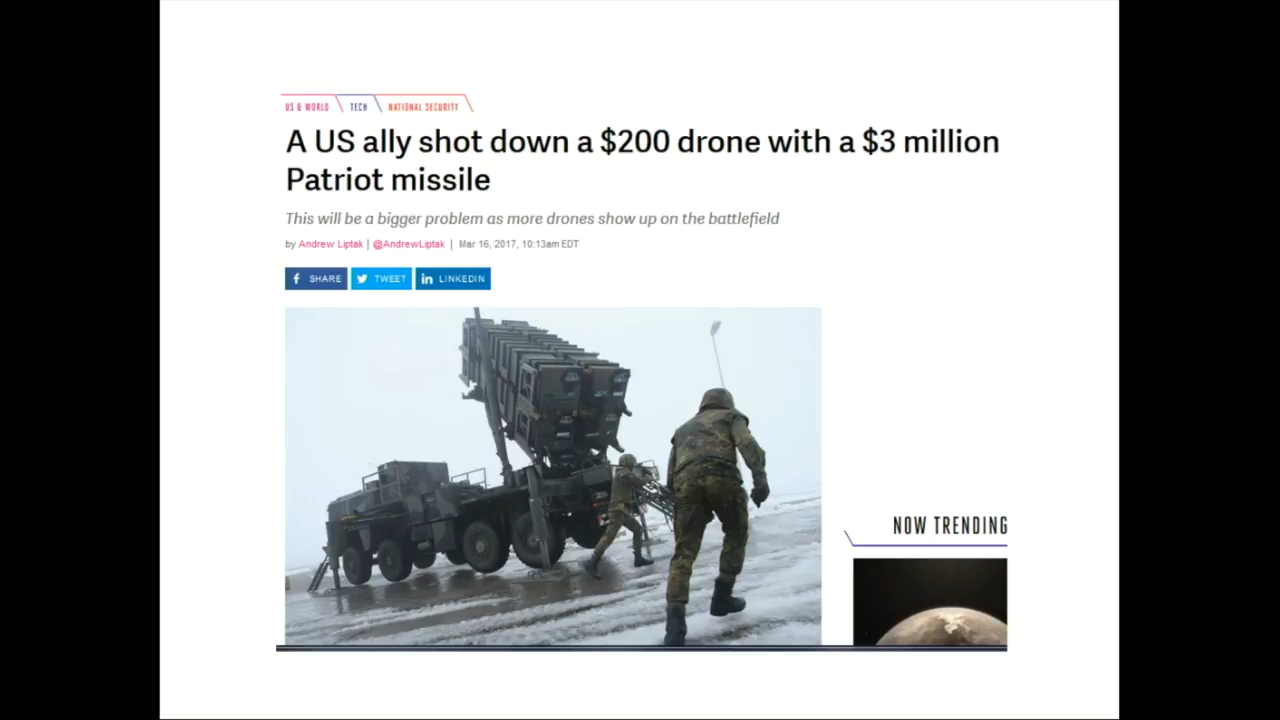 US & WORLD TECH NATIONAL SECURITY
A US ally shot down a $200 drone with a $3 million
Patriot missile
This will be a bigger problem as more drones show up on the battlefield
by Andrew Liptak | @AndrewLiptak | Mar 16, 2017, 10:13am EDT
SHARE TWEET LINKEDIN
NOW TRENDING